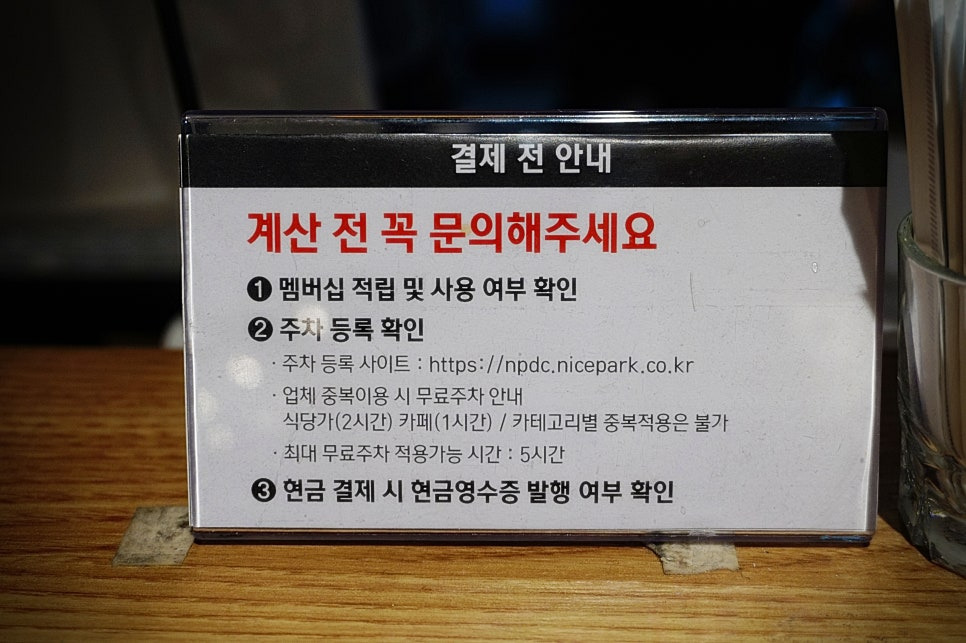 결제 전 안내
계산 전 꼭 문의해주세요
❶ 멤버십 적립 및 사용 여부 확인
❷ 주차 등록 확인
· 주차 등록 사이트 : https://npdc.nicepark.co.kr
· 업체 중복이용 시 무료주차 안내
식당가(2시간) 카페(1시간) / 카테고리별 중복적용은 불가
· 최대 무료주차 적용가능 시간 : 5시간
❸ 현금 결제 시 현금영수증 발행 여부 확인